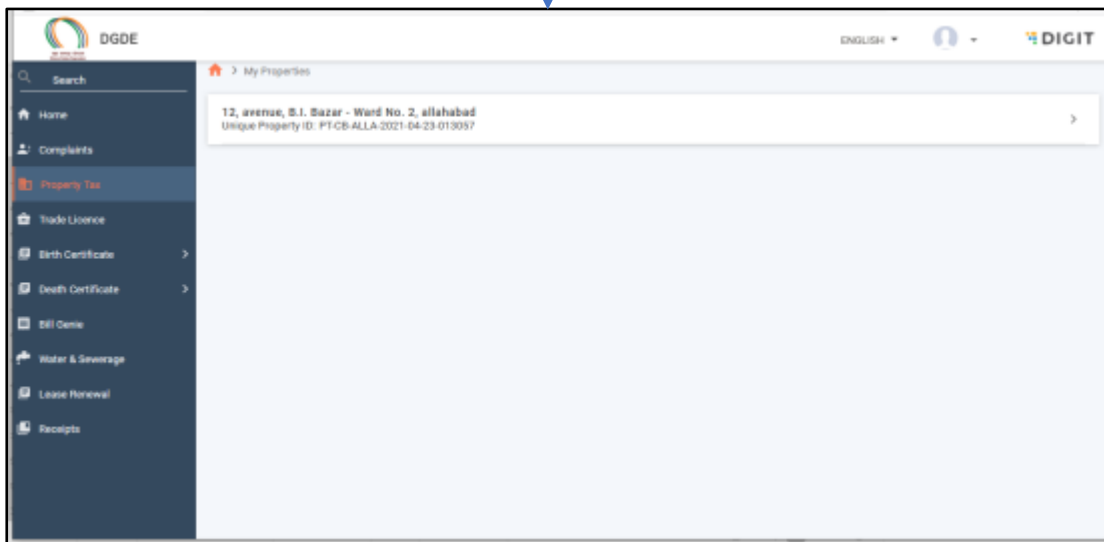 DGDE
ENGLISH
DIGIT
Search
Home
Complaints
Property Tax
Trade Licence
Birth Certificate
Death Certificate
Bill Genie
Water & Sewerage
Lease Renewal
Receipts
My Properties
12, avenue, B.I. Bazar - Ward No. 2, allahabad
Unique Property ID: PT-CB-ALLA-2021-04-23-013057